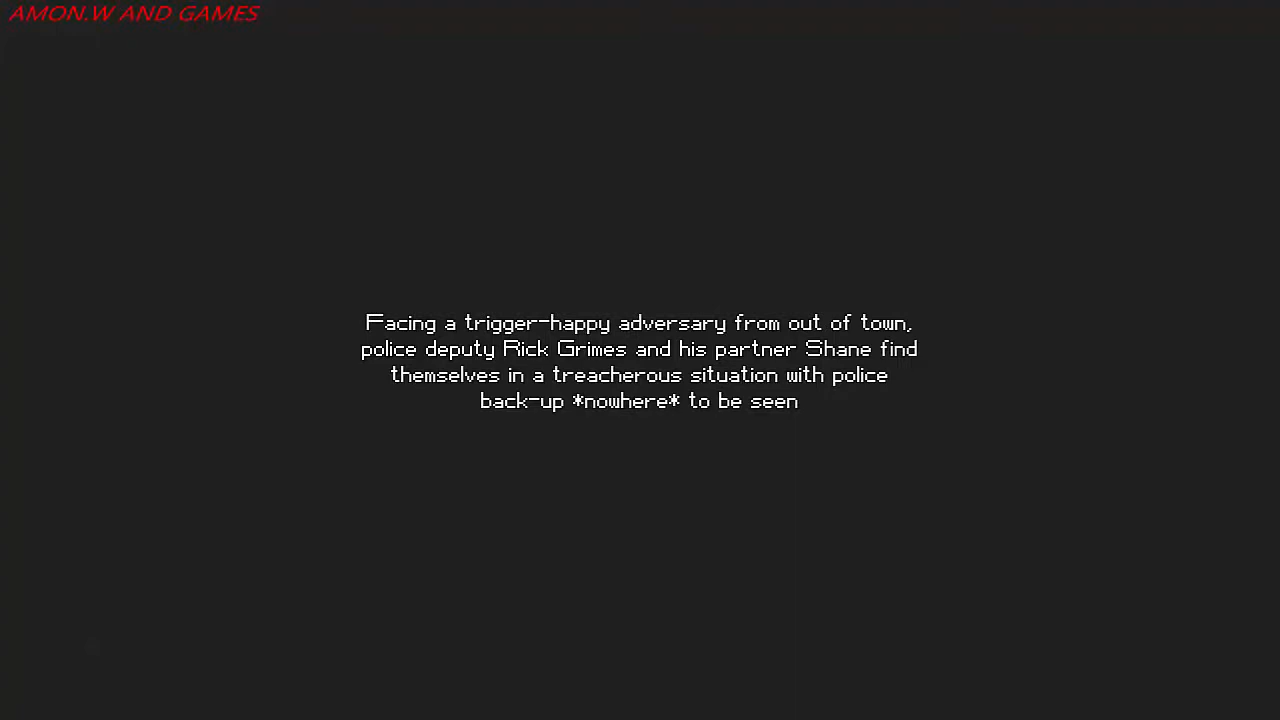 AMON.W AND GAMES
Facing a trigger-happy adversary from out of town,
police deputy Rick Grimes and his partner Shane find
themselves in a treacherous situation with police
back-up *nowhere* to be seen